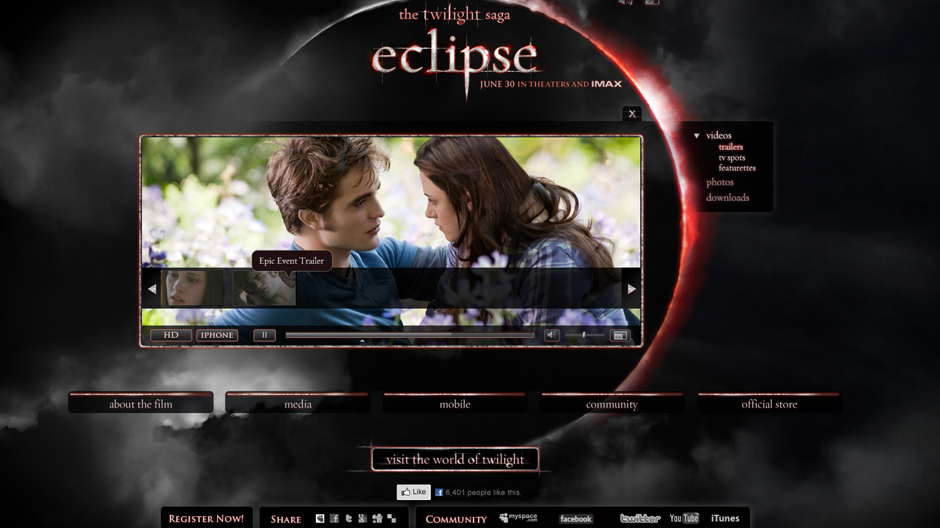 the twilight saga
eclipse
JUNE 30 IN THEATERS AND IMAX
X
videos
trailers
tv spots
featurettes
photos
downloads
Epic Event Trailer
HD
IPHONE
about the film
media
mobile
community
official store
visit the world of twilight
Like
6,401 people like this.
REGISTER NOW!
SHARE
COMMUNITY
myspace.com
facebook
twitter
YouTube
iTunes